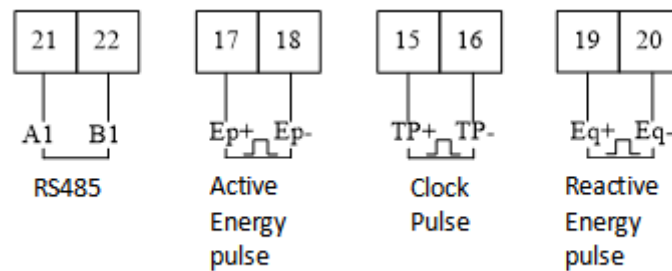 21 22 17 18 15 16 19 20
A1 B1 Ep+ Ep- TP+ TP- Eq+ Eq-
RS485 Active Clock Reactive
Energy Pulse Energy
pulse pulse